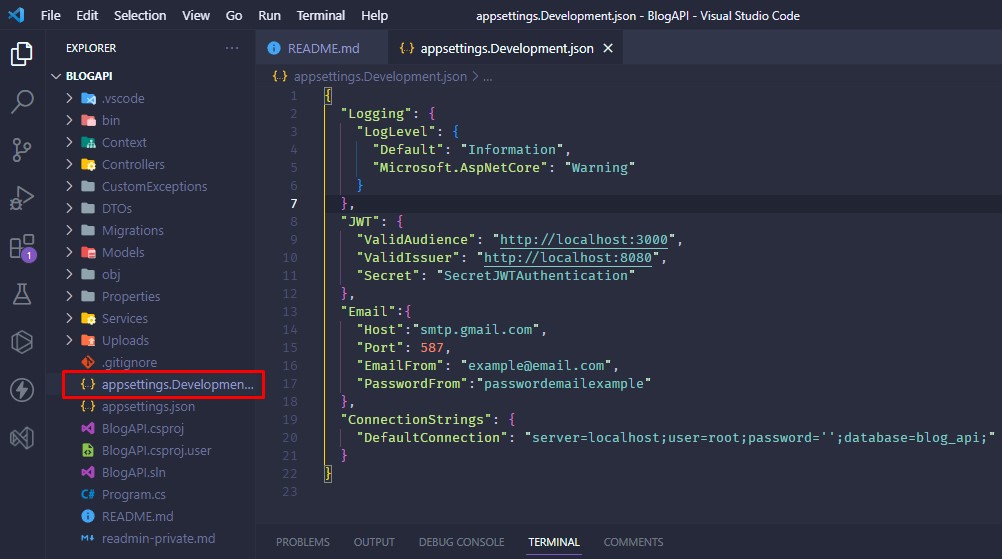 File Edit Selection View Go Run Terminal Help
appsettings.Development.json - BlogAPI - Visual Studio Code
EXPLORER
BLOGAPI
.vscode
bin
Context
Controllers
CustomExceptions
DTOs
Migrations
Models
obj
Properties
Services
Uploads
.gitignore
appsettings.Developmen...
appsettings.json
BlogAPI.csproj
BlogAPI.csproj.user
BlogAPI.sln
C# Program.cs
README.md
readmin-private.md
1
README.md
{..} appsettings.Development.json
{..} appsettings.Development.json > ...
1 {
2 "Logging": {
3 "LogLevel": {
4 "Default": "Information",
5 "Microsoft.AspNetCore": "Warning"
6 }
7 },
8 "JWT": {
9 "ValidAudience": "http://localhost:3000",
10 "ValidIssuer": "http://localhost:8080",
11 "Secret": "SecretJWTAuthentication"
12 },
13 "Email":{
14 "Host":"smtp.gmail.com",
15 "Port": 587,
16 "EmailFrom": "example@email.com",
17 "PasswordFrom":"passwordemailexample"
18 },
19 "ConnectionStrings": {
20 "DefaultConnection": "server=localhost;user=root;password='';database=blog_api;"
21 }
22 }
23
PROBLEMS OUTPUT DEBUG CONSOLE TERMINAL COMMENTS